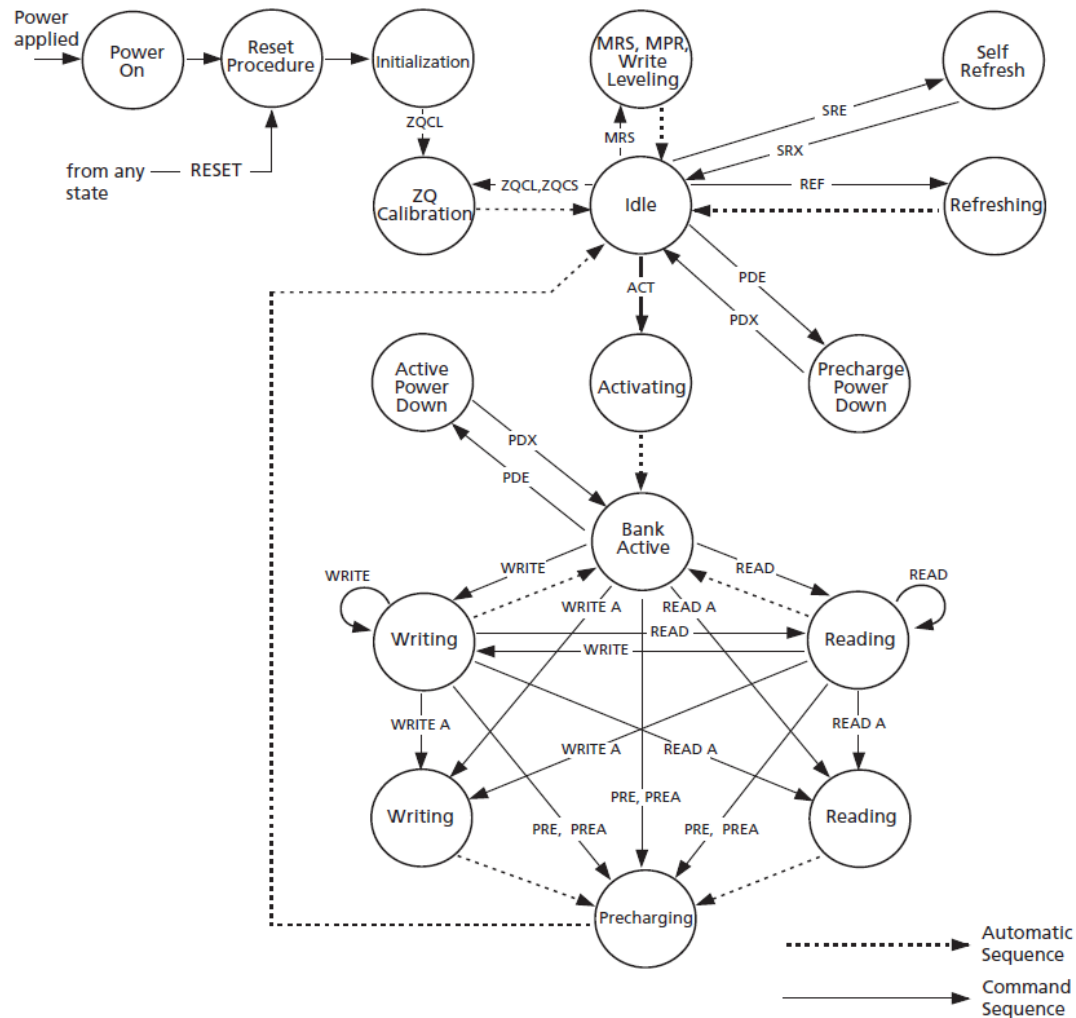 Power
applied
Power
On
Reset
Procedure
Initialization
MRS, MPR,
Write
Leveling
Self
Refresh
ZQCL
MRS
SRE
SRX
from any
state
RESET
ZQ
Calibration
ZQCL,ZQCS
Idle
REF
Refreshing
ACT
PDE
PDX
Active
Power
Down
Activating
Precharge
Power
Down
PDX
PDE
Bank
Active
WRITE
WRITE
READ
READ
WRITE A
READ A
Writing
READ
WRITE
Reading
WRITE A
WRITE A
READ A
READ A
Writing
PRE, PREA
Reading
PRE, PREA
PRE, PREA
Precharging
Automatic
Sequence
Command
Sequence